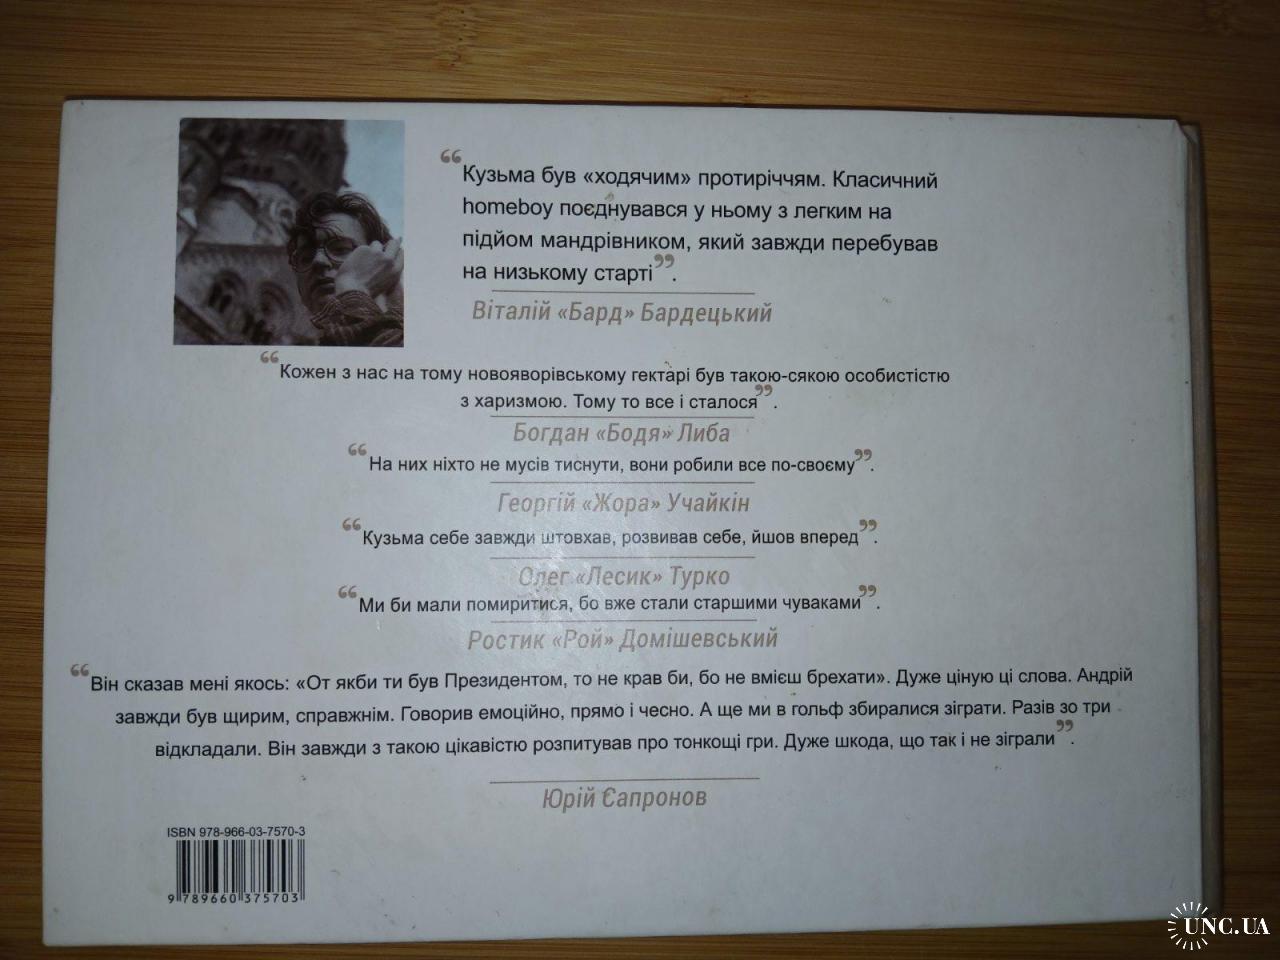 “Кузьма був «ходячим» протиріччям. Класичний
homeboy поєднувався у ньому з легким на
підйом мандрівником, який завжди перебував
на низькому старті”.
Віталій «Бард» Бардецький
“Кожен з нас на тому новояворівському гектарі був такою-сякою особистістю
з харизмою. Тому то все і сталося”.
Богдан «Бодя» Либа
“На них ніхто не мусів тиснути, вони робили все по-своєму”.
Георгій «Жора» Учайкін
“Кузьма себе завжди штовхав, розвивав себе, йшов вперед”.
Олег «Лесик» Турко
“Ми би мали помиритися, бо вже стали старшими чуваками”.
Ростик «Рой» Домішевський
“Він сказав мені якось: «От якби ти був Президентом, то не крав би, бо не вмієш брехати». Дуже ціную ці слова. Андрій
завжди був щирим, справжнім. Говорив емоційно, прямо і чесно. А ще ми в гольф збиралися зіграти. Разів зо три
відкладали. Він завжди з такою цікавістю розпитував про тонкощі гри. Дуже шкода, що так і не зіграли”.
Юрій Сапронов
ISBN 978-966-03-7570-3
9 789660 375703
UNC.UA